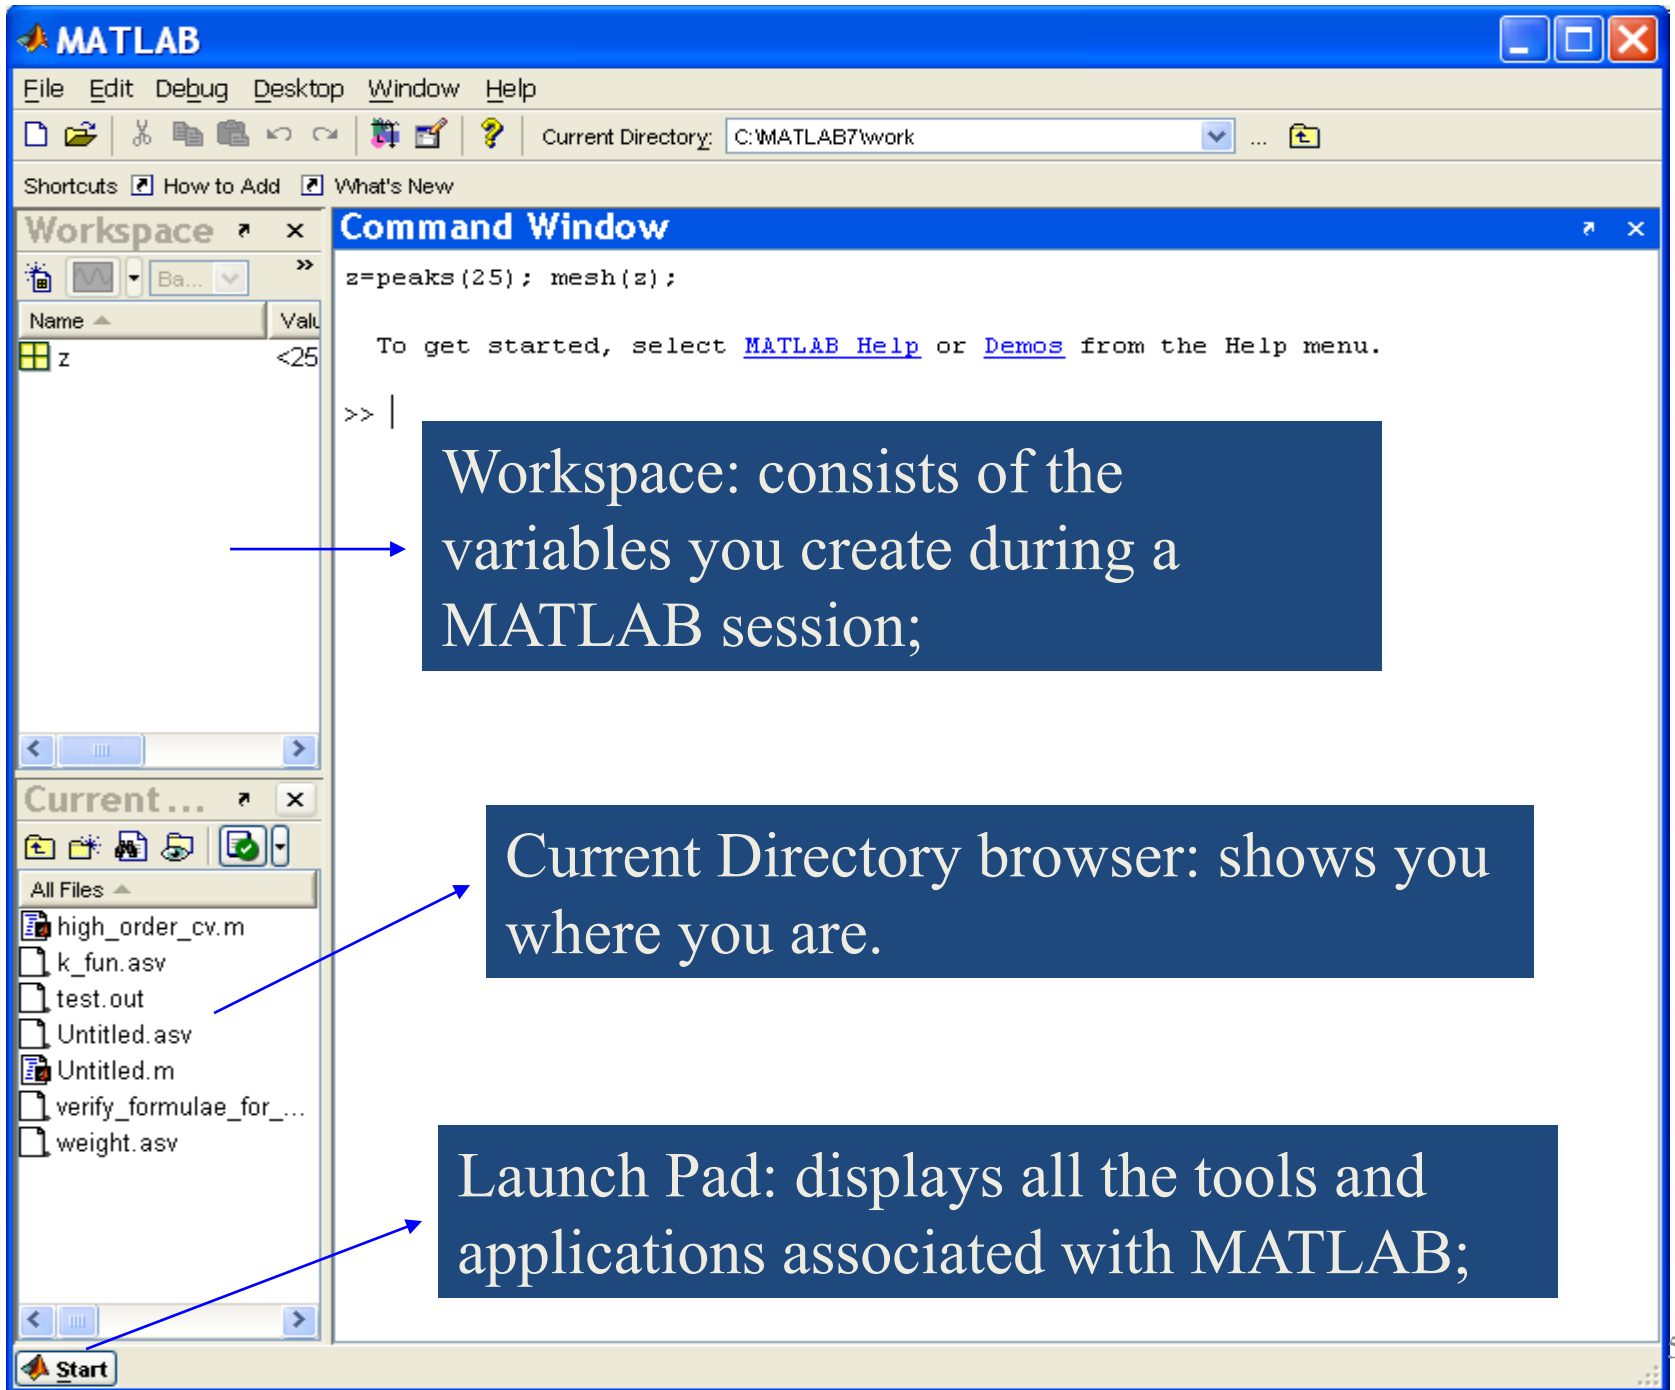 MATLAB
File Edit Debug Desktop Window Help
Current Directory: C:\MATLAB7\work ...
Shortcuts How to Add What's New
Workspace
Ba... »
Name Valu
z <25
Command Window
z=peaks(25); mesh(z);
To get started, select MATLAB Help or Demos from the Help menu.
>>
Workspace: consists of the
variables you create during a
MATLAB session;
Current...
All Files
high_order_cv.m
k_fun.asv
test.out
Untitled.asv
Untitled.m
verify_formulae_for_...
weight.asv
Current Directory browser: shows you
where you are.
Launch Pad: displays all the tools and
applications associated with MATLAB;
Start